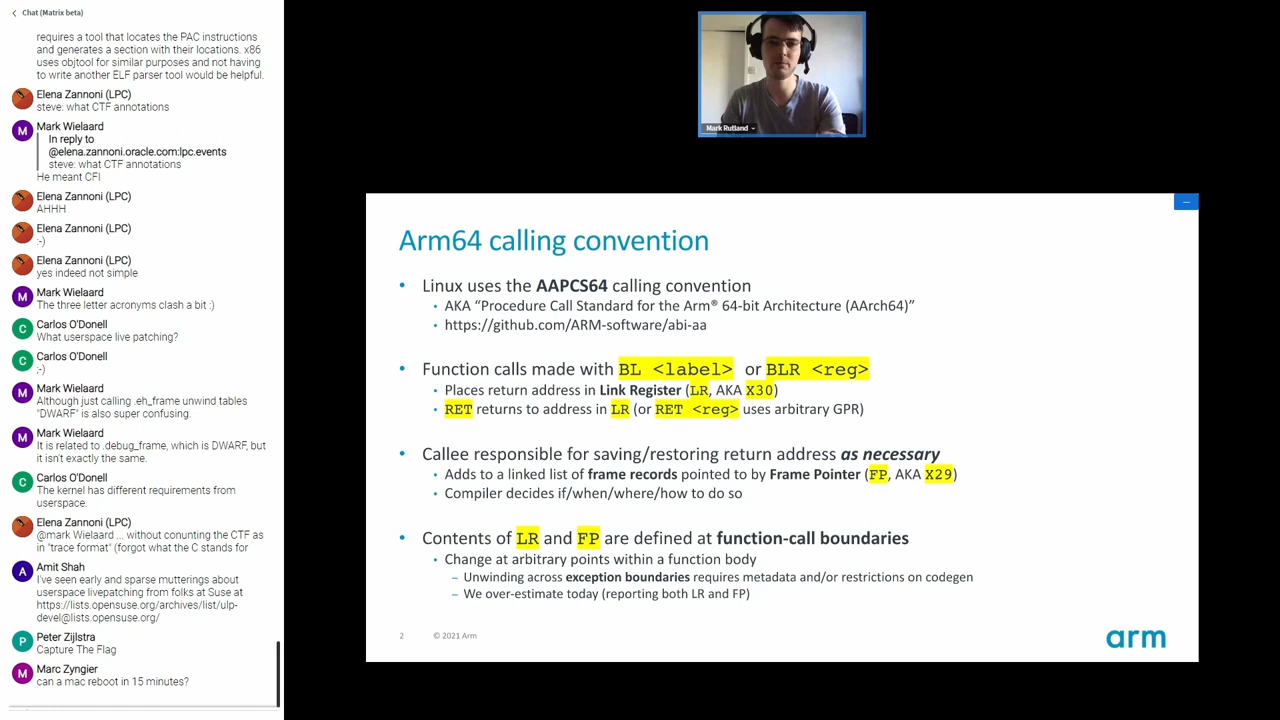 Chat (Matrix beta)
requires a tool that locates the PAC instructions
and generates a section with their locations. x86
uses objtool for similar purposes and not having
to write another ELF parser tool would be helpful.
Elena Zannoni (LPC)
steve: what CTF annotations
M
Mark Wielaard
In reply to
@elena.zannoni.oracle.com:lpc.events
steve: what CTF annotations
He meant CFI
Elena Zannoni (LPC)
AHHH
Elena Zannoni (LPC)
:-)
Elena Zannoni (LPC)
yes indeed not simple
M
Mark Wielaard
The three letter acronyms clash a bit :)
C
Carlos O'Donell
What userspace live patching?
C
Carlos O'Donell
:-)
M
Mark Wielaard
Although just calling .eh_frame unwind tables
"DWARF" is also super confusing.
M
Mark Wielaard
It is related to .debug_frame, which is DWARF, but
it isn't exactly the same.
C
Carlos O'Donell
The kernel has different requirements from
userspace.
Elena Zannoni (LPC)
@mark Wielaard ... without conunting the CTF as
in "trace format" (forgot what the C stands for
A
Amit Shah
I've seen early and sparse mutterings about
userspace livepatching from folks at Suse at
https://lists.opensuse.org/archives/list/ulp-
devel@lists.opensuse.org/
P
Peter Zijlstra
Capture The Flag
M
Marc Zyngier
can a mac reboot in 15 minutes?
Mark Rutland
Arm64 calling convention
• Linux uses the AAPCS64 calling convention
• AKA “Procedure Call Standard for the Arm® 64-bit Architecture (AArch64)”
• https://github.com/ARM-software/abi-aa
• Function calls made with BL <label> or BLR <reg>
• Places return address in Link Register (LR, AKA X30)
• RET returns to address in LR (or RET <reg> uses arbitrary GPR)
• Callee responsible for saving/restoring return address as necessary
• Adds to a linked list of frame records pointed to by Frame Pointer (FP, AKA X29)
• Compiler decides if/when/where/how to do so
• Contents of LR and FP are defined at function-call boundaries
• Change at arbitrary points within a function body
– Unwinding across exception boundaries requires metadata and/or restrictions on codegen
– We over-estimate today (reporting both LR and FP)
2 © 2021 Arm
arm